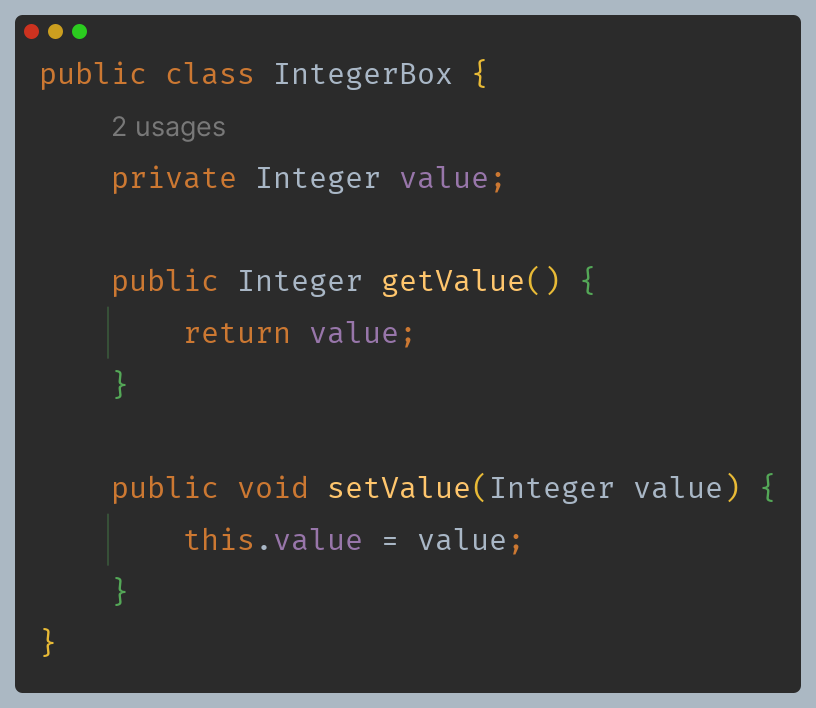 public class IntegerBox {
2 usages
private Integer value;
public Integer getValue() {
return value;
}
public void setValue(Integer value) {
this.value = value;
}
}